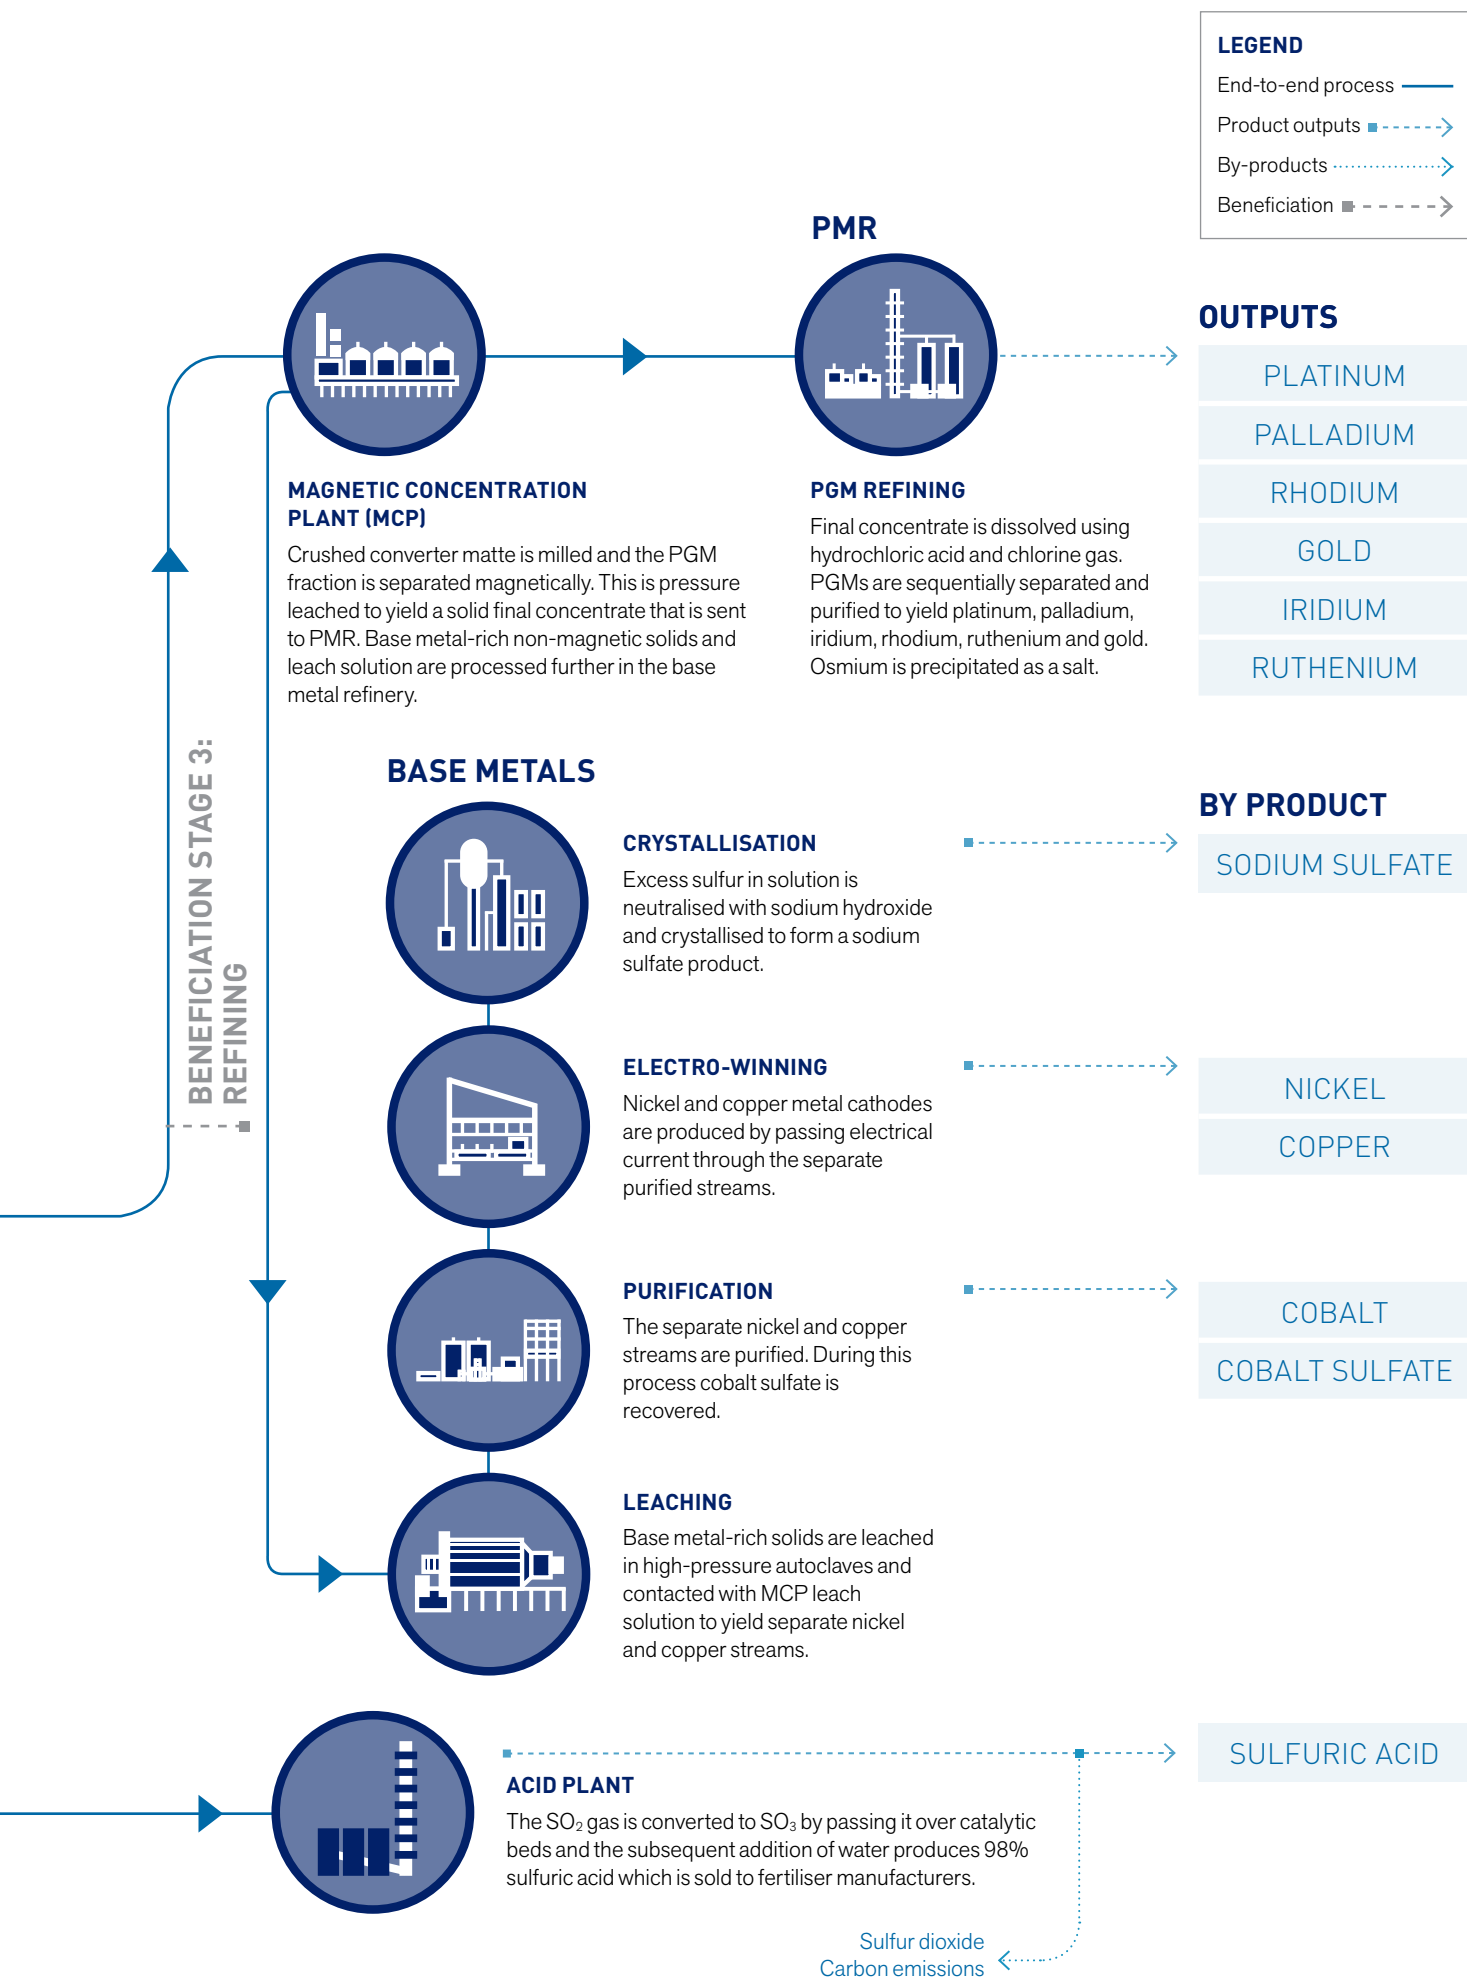 LEGEND
End-to-end process
Product outputs
By-products
Beneficiation
PMR
OUTPUTS
PLATINUM
PALLADIUM
RHODIUM
GOLD
IRIDIUM
RUTHENIUM
MAGNETIC CONCENTRATION
PLANT (MCP)
Crushed converter matte is milled and the PGM
fraction is separated magnetically. This is pressure
leached to yield a solid final concentrate that is sent
to PMR. Base metal-rich non-magnetic solids and
leach solution are processed further in the base
metal refinery.
PGM REFINING
Final concentrate is dissolved using
hydrochloric acid and chlorine gas.
PGMs are sequentially separated and
purified to yield platinum, palladium,
iridium, rhodium, ruthenium and gold.
Osmium is precipitated as a salt.
BENEFICIATION STAGE 3:
REFINING
BASE METALS
BY PRODUCT
CRYSTALLISATION
Excess sulfur in solution is
neutralised with sodium hydroxide
and crystallised to form a sodium
sulfate product.
SODIUM SULFATE
ELECTRO-WINNING
Nickel and copper metal cathodes
are produced by passing electrical
current through the separate
purified streams.
NICKEL
COPPER
PURIFICATION
The separate nickel and copper
streams are purified. During this
process cobalt sulfate is
recovered.
COBALT
COBALT SULFATE
LEACHING
Base metal-rich solids are leached
in high-pressure autoclaves and
contacted with MCP leach
solution to yield separate nickel
and copper streams.
SULFURIC ACID
ACID PLANT
The SO₂ gas is converted to SO₃ by passing it over catalytic
beds and the subsequent addition of water produces 98%
sulfuric acid which is sold to fertiliser manufacturers.
Sulfur dioxide
Carbon emissions